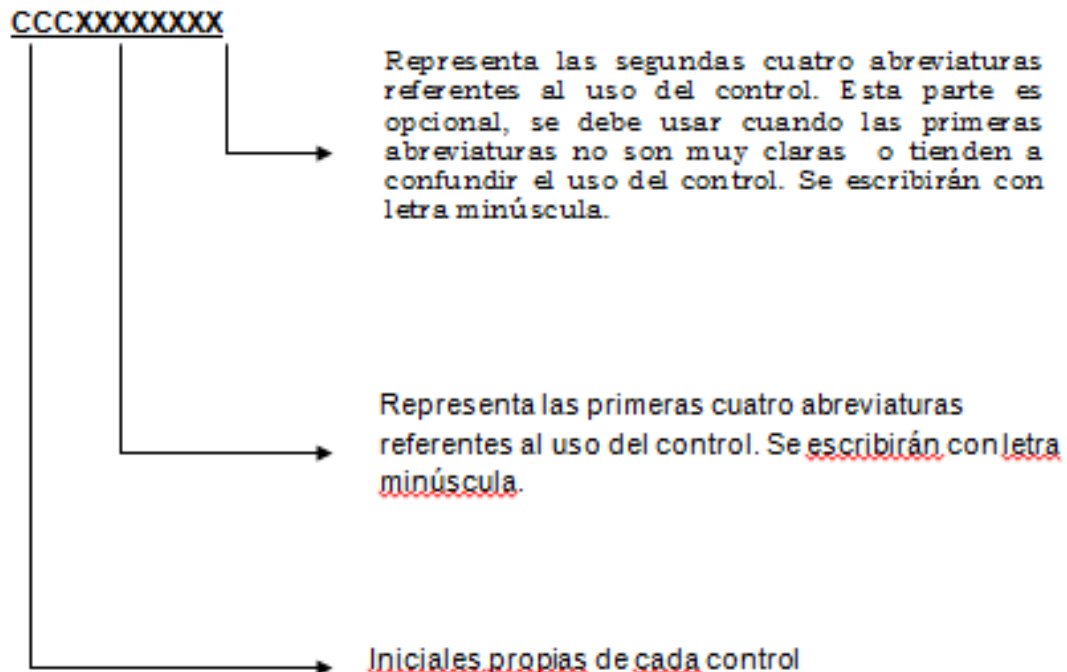 CCCXXXXXXXX
Representa las segundas cuatro abreviaturas
referentes al uso del control. Esta parte es
opcional, se debe usar cuando las primeras
abreviaturas no son muy claras o tienden a
confundir el uso del control. Se escribirán con
letra minúscula.
Representa las primeras cuatro abreviaturas
referentes al uso del control. Se escribirán con letra
minúscula.
Iniciales propias de cada control